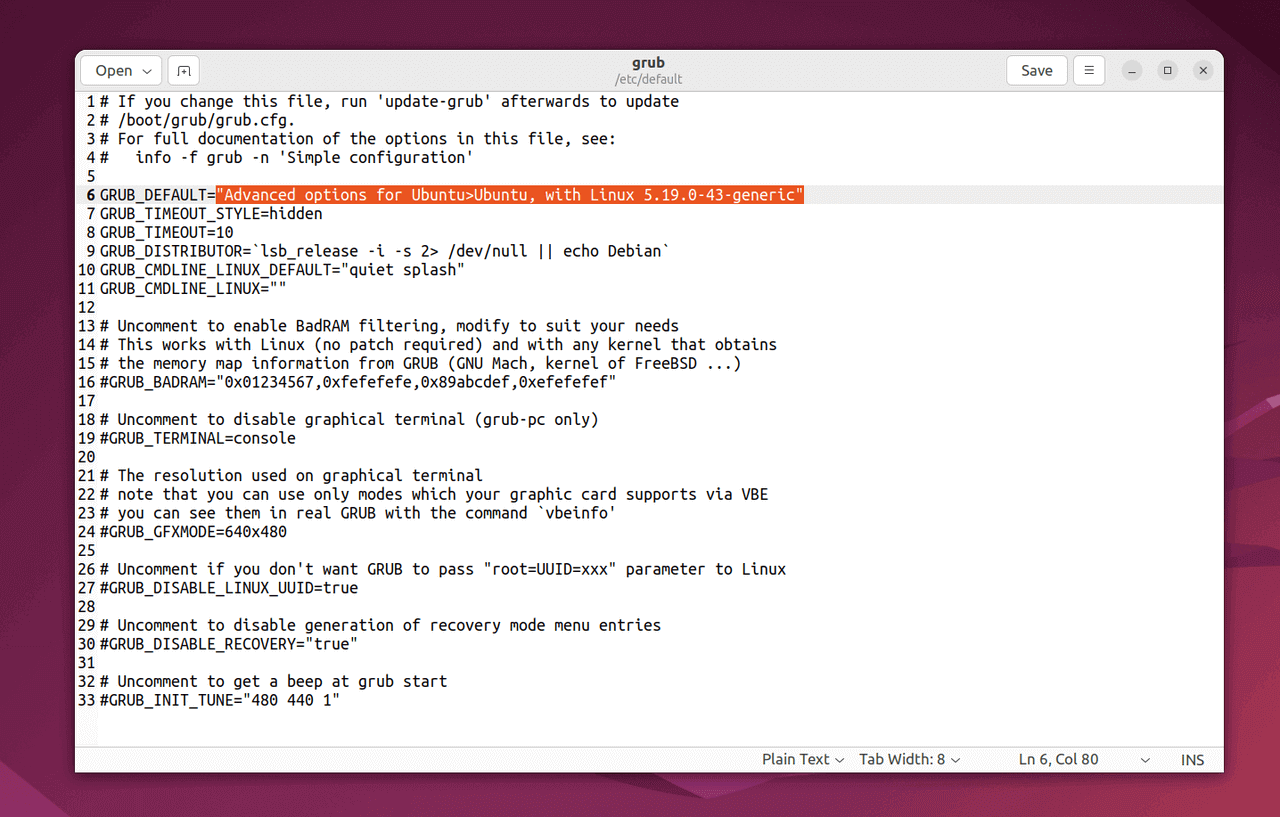 Open
grub
/etc/default
Save
1 # If you change this file, run 'update-grub' afterwards to update
2 # /boot/grub/grub.cfg.
3 # For full documentation of the options in this file, see:
4 #   info -f grub -n 'Simple configuration'
5
6 GRUB_DEFAULT="Advanced options for Ubuntu>Ubuntu, with Linux 5.19.0-43-generic"
7 GRUB_TIMEOUT_STYLE=hidden
8 GRUB_TIMEOUT=10
9 GRUB_DISTRIBUTOR=`lsb_release -i -s 2> /dev/null || echo Debian`
10 GRUB_CMDLINE_LINUX_DEFAULT="quiet splash"
11 GRUB_CMDLINE_LINUX=""
12
13 # Uncomment to enable BadRAM filtering, modify to suit your needs
14 # This works with Linux (no patch required) and with any kernel that obtains
15 # the memory map information from GRUB (GNU Mach, kernel of FreeBSD ...)
16 #GRUB_BADRAM="0x01234567,0xfefefefe,0x89abcdef,0xefefefef"
17
18 # Uncomment to disable graphical terminal (grub-pc only)
19 #GRUB_TERMINAL=console
20
21 # The resolution used on graphical terminal
22 # note that you can use only modes which your graphic card supports via VBE
23 # you can see them in real GRUB with the command `vbeinfo'
24 #GRUB_GFXMODE=640x480
25
26 # Uncomment if you don't want GRUB to pass "root=UUID=xxx" parameter to Linux
27 #GRUB_DISABLE_LINUX_UUID=true
28
29 # Uncomment to disable generation of recovery mode menu entries
30 #GRUB_DISABLE_RECOVERY="true"
31
32 # Uncomment to get a beep at grub start
33 #GRUB_INIT_TUNE="480 440 1"
Plain Text Tab Width: 8 Ln 6, Col 80 INS